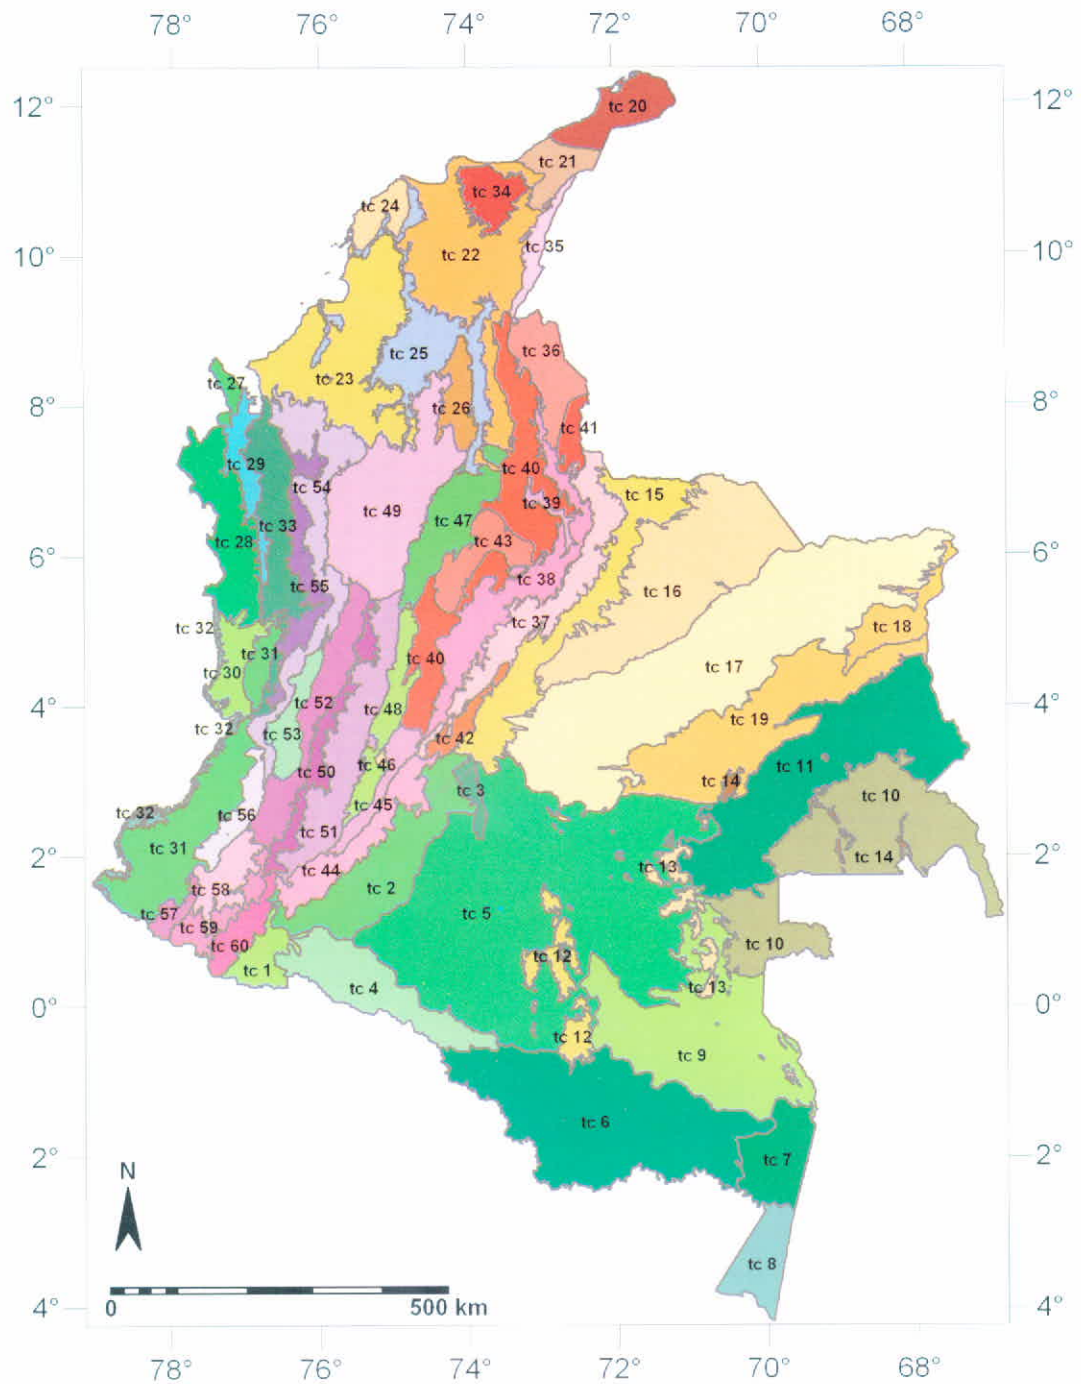 78° 76° 74° 72° 70° 68°
12° 12°
tc 20
tc 21
tc 34
tc 24
tc 35
10° 10°
tc 22
tc 25
tc 36
tc 23
tc 27
8° 8°
tc 26
tc 41
tc 29
tc 40
tc 54
tc 15
tc 39
tc 49
tc 47
tc 33
tc 28
tc 43
6° 6°
tc 38
tc 55
tc 16
tc 37
tc 32
tc 18
tc 31
tc 40
tc 17
tc 30
tc 52
tc 48
4° 4°
tc 19
tc 32
tc 53
tc 42
tc 46
tc 11
tc 50
tc 14
tc 3
tc 10
tc 45
tc 32
tc 56
tc 51
tc 31
2° 2°
tc 14
tc 13
tc 44
tc 2
tc 58
tc 57
tc 5
tc 59
tc 60
tc 10
tc 12
tc 1
tc 4
tc 13
0° 0°
tc 12
tc 9
tc 6
2° 2°
tc 7
N
tc 8
0 500 km
4° 4°
78° 76° 74° 72° 70° 68°